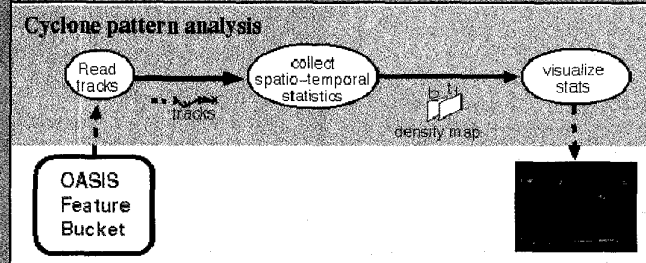 Cyclone pattern analysis
Read
tracks
collect
spatio-temporal
statistics
visualize
stats
tracks
density map
OASIS
Feature
Bucket